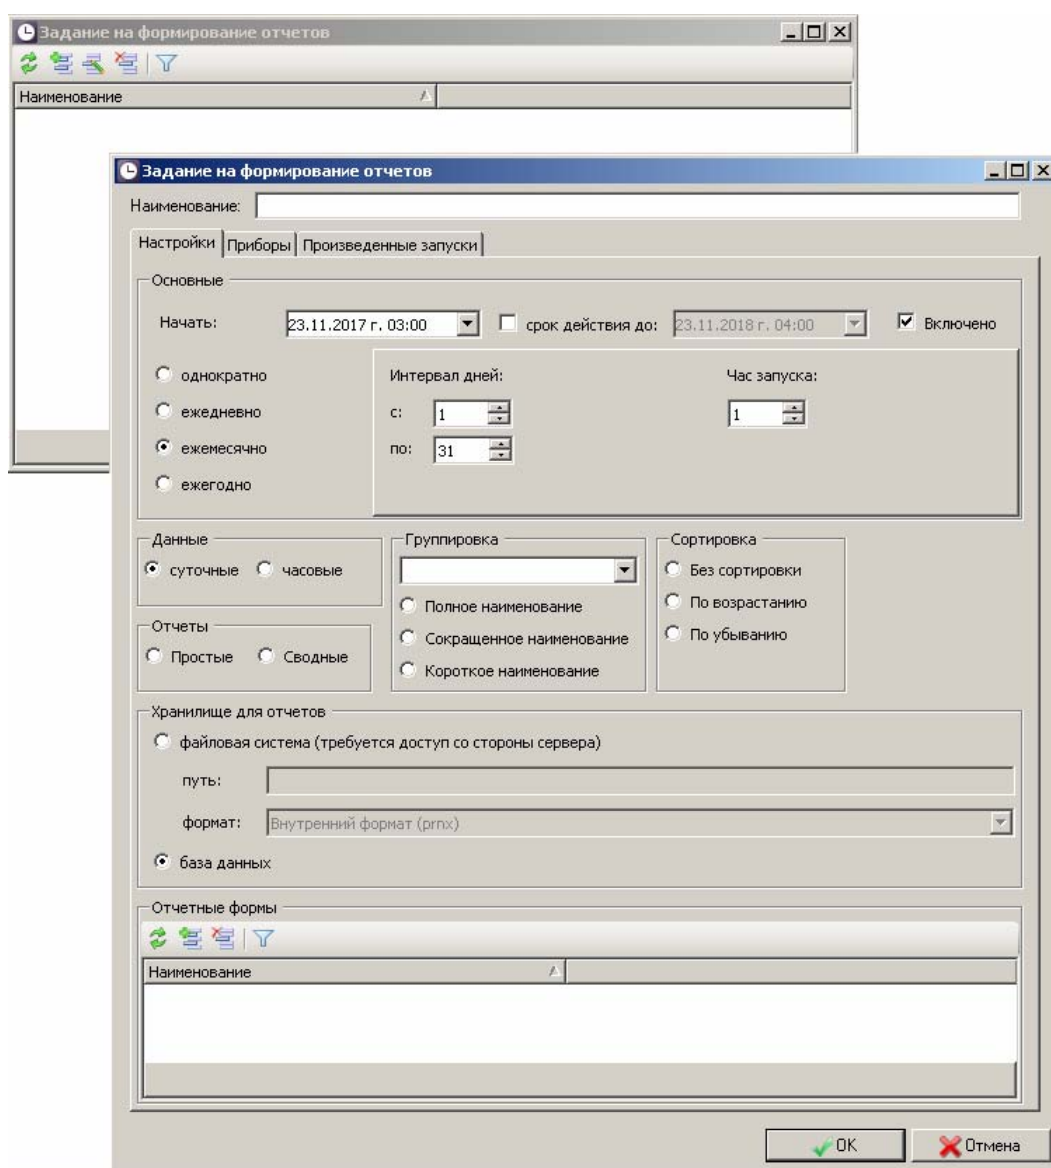 Задание на формирование отчетов
Наименование
Задание на формирование отчетов
Наименование:
Настройки Приборы Произведенные запуски
Основные
Начать: 23.11.2017 г. 03:00 срок действия до: 23.11.2018 г. 04:00 Включено
однократно Интервал дней: Час запуска:
ежедневно с: 1 1
ежемесячно по: 31
ежегодно
Данные Группировка Сортировка
суточные часовые Без сортировки
Полное наименование По возрастанию
Отчеты Сокращенное наименование По убыванию
Простые Сводные Короткое наименование
Хранилище для отчетов
файловая система (требуется доступ со стороны сервера)
путь:
формат: Внутренний формат (prnx)
база данных
Отчетные формы
Наименование
OK Отмена